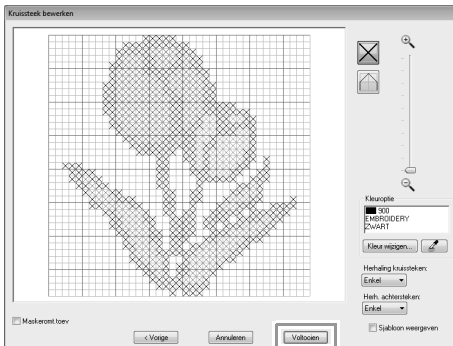 Kruissteek bewerken
Kleuroptie
900
EMBROIDERY
ZWART
Kleur wijzigen...
Herhaling kruissteken:
Enkel
Herh. achtersteken:
Enkel
Sjabloon weergeven
Maskeromt.toev
< Vorige
Annuleren
Voltooien